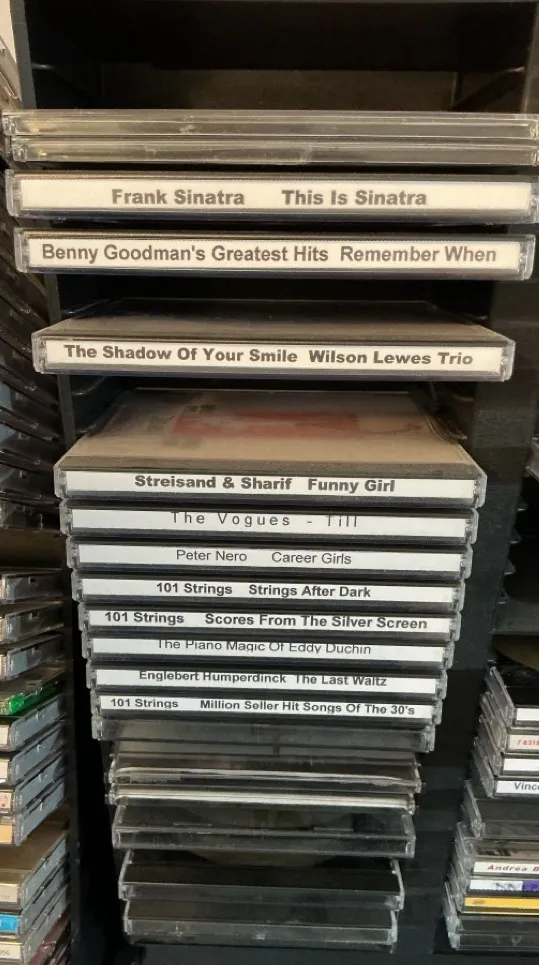 Frank Sinatra This Is Sinatra
Benny Goodman's Greatest Hits Remember When
The Shadow Of Your Smile Wilson Lewes Trio
Streisand & Sharif Funny Girl
The Vogues - Till
Peter Nero Career Girls
101 Strings Strings After Dark
101 Strings Scores From The Silver Screen
The Piano Magic Of Eddy Duchin
Englebert Humperdinck The Last Waltz
101 Strings Million Seller Hit Songs Of The 30's
Vinc
Andrea B